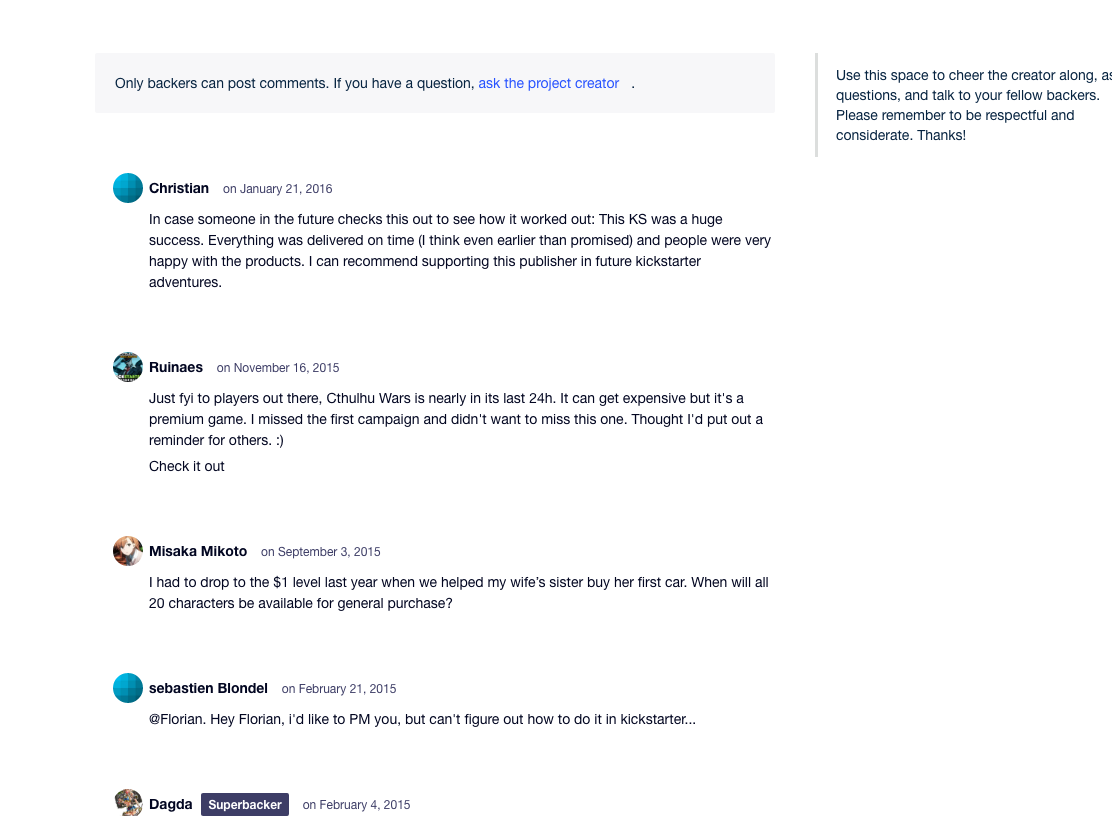 Only backers can post comments. If you have a question, ask the project creator .
Use this space to cheer the creator along, as
questions, and talk to your fellow backers.
Please remember to be respectful and
considerate. Thanks!
Christian on January 21, 2016
In case someone in the future checks this out to see how it worked out: This KS was a huge
success. Everything was delivered on time (I think even earlier than promised) and people were very
happy with the products. I can recommend supporting this publisher in future kickstarter
adventures.
Ruinaes on November 16, 2015
Just fyi to players out there, Cthulhu Wars is nearly in its last 24h. It can get expensive but it's a
premium game. I missed the first campaign and didn't want to miss this one. Thought I'd put out a
reminder for others. :)
Check it out
Misaka Mikoto on September 3, 2015
I had to drop to the $1 level last year when we helped my wife’s sister buy her first car. When will all
20 characters be available for general purchase?
sebastien Blondel on February 21, 2015
@Florian. Hey Florian, i'd like to PM you, but can't figure out how to do it in kickstarter...
Dagda Superbacker on February 4, 2015